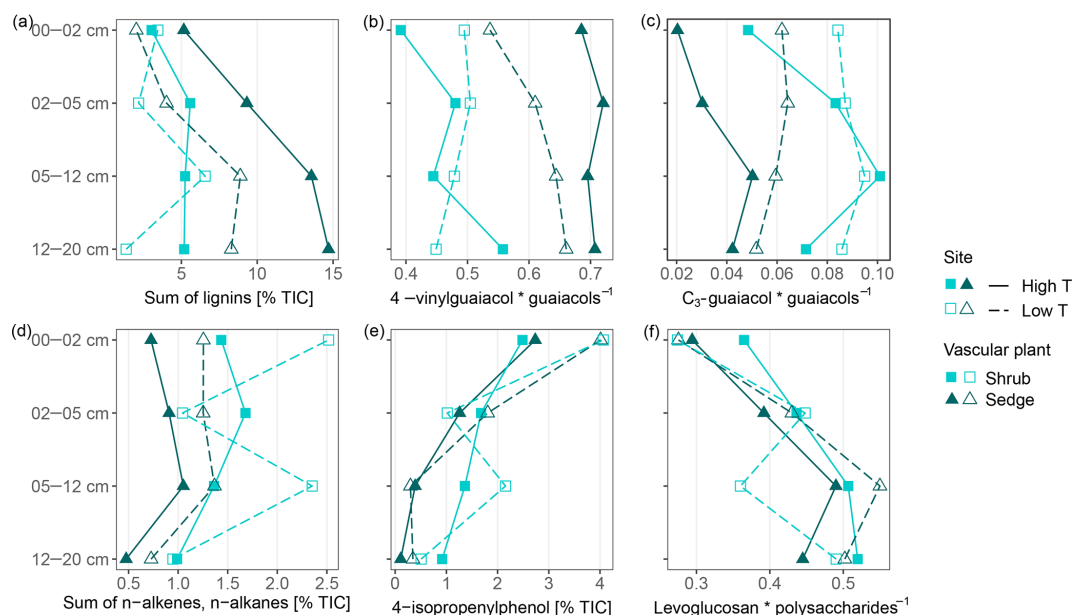 (a)
(b)
(c)
00−02 cm
02−05 cm
05−12 cm
12−20 cm
5 10 15
0.4 0.5 0.6 0.7
0.02 0.04 0.06 0.08 0.10
Sum of lignins [% TIC]
4 −vinylguaiacol * guaiacols⁻¹
C₃-guaiacol * guaiacols⁻¹
Site
High T
Low T
Vascular plant
Shrub
Sedge
(d)
(e)
(f)
00−02 cm
02−05 cm
05−12 cm
12−20 cm
0.5 1.0 1.5 2.0 2.5
0 1 2 3 4
0.3 0.4 0.5
Sum of n−alkenes, n−alkanes [% TIC]
4−isopropenylphenol [% TIC]
Levoglucosan * polysaccharides⁻¹